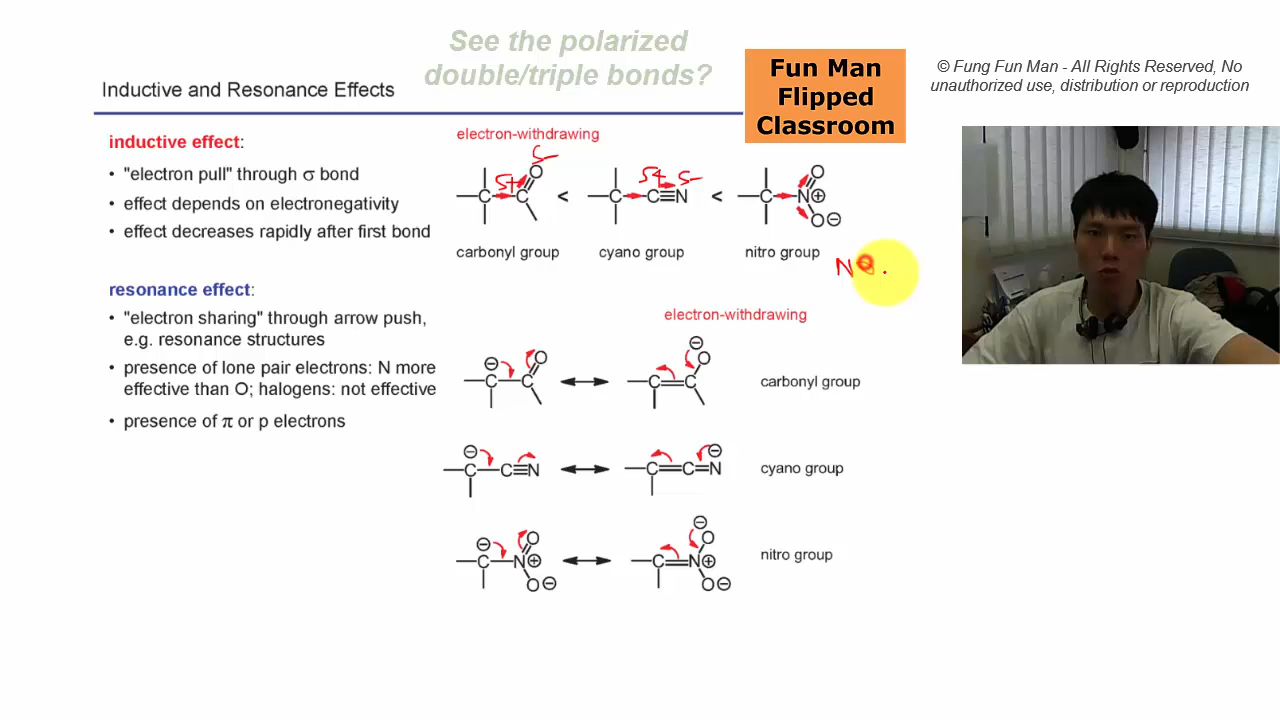 See the polarized
double/triple bonds?
Fun Man
Flipped
Classroom
© Fung Fun Man - All Rights Reserved, No
unauthorized use, distribution or reproduction
Inductive and Resonance Effects
inductive effect:
• "electron pull" through σ bond
• effect depends on electronegativity
• effect decreases rapidly after first bond
electron-withdrawing
δ- 
C δ+ C O < C δ+ C≡N δ- < C N⊕ O O⊖
carbonyl group cyano group nitro group
N
resonance effect:
• "electron sharing" through arrow push,
e.g. resonance structures
• presence of lone pair electrons: N more
effective than O; halogens: not effective
• presence of π or p electrons
electron-withdrawing
⊖ C C O ↔ C C O ⊖ carbonyl group
⊖ C C≡N ↔ C=C=N ⊖ cyano group
⊖ C N⊕ O O⊖ ↔ C=N⊕ O⊖ O⊖ nitro group